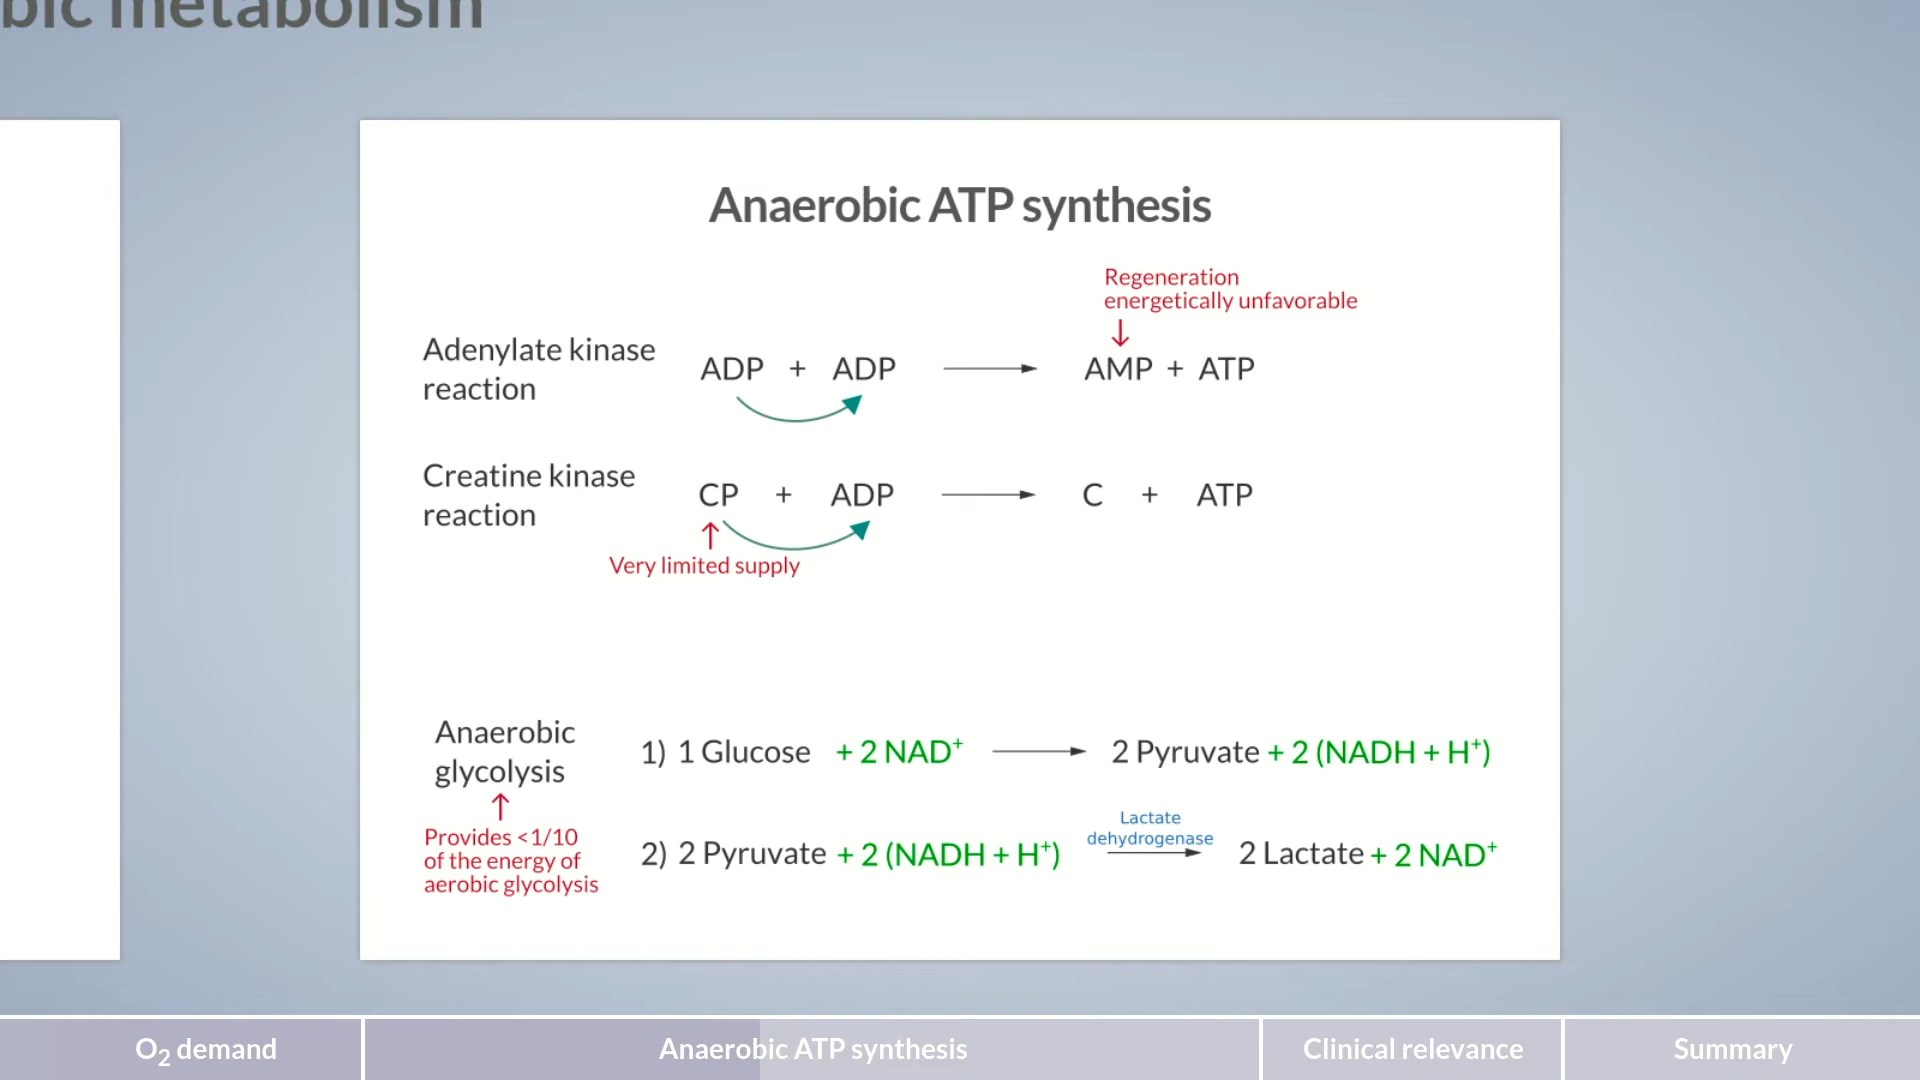 bic metabolism
Anaerobic ATP synthesis
Regeneration
energetically unfavorable
↓
Adenylate kinase
reaction
ADP + ADP → AMP + ATP
Creatine kinase
reaction
CP + ADP → C + ATP
↑
Very limited supply
Anaerobic
glycolysis
1) 1 Glucose + 2 NAD⁺ → 2 Pyruvate + 2 (NADH + H⁺)
↑
Provides <1/10
of the energy of
aerobic glycolysis
Lactate
dehydrogenase
2) 2 Pyruvate + 2 (NADH + H⁺) → 2 Lactate + 2 NAD⁺
O₂ demand
Anaerobic ATP synthesis
Clinical relevance
Summary